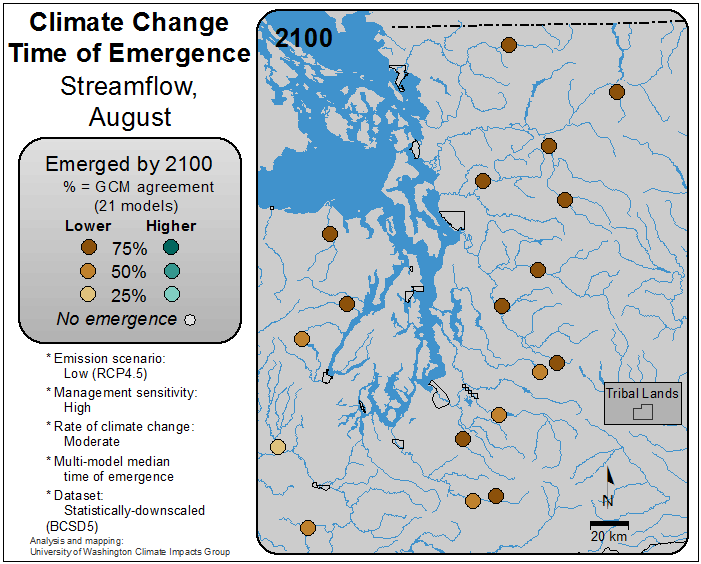 Climate Change
Time of Emergence
Streamflow,
August
Emerged by 2100
% = GCM agreement
(21 models)
Lower Higher
75%
50%
25%
No emergence
* Emission scenario:
Low (RCP4.5)
* Management sensitivity:
High
* Rate of climate change:
Moderate
* Multi-model median
time of emergence
* Dataset:
Statistically-downscaled
(BCSD5)
Analysis and mapping:
University of Washington Climate Impacts Group
2100
Tribal Lands
N
20 km